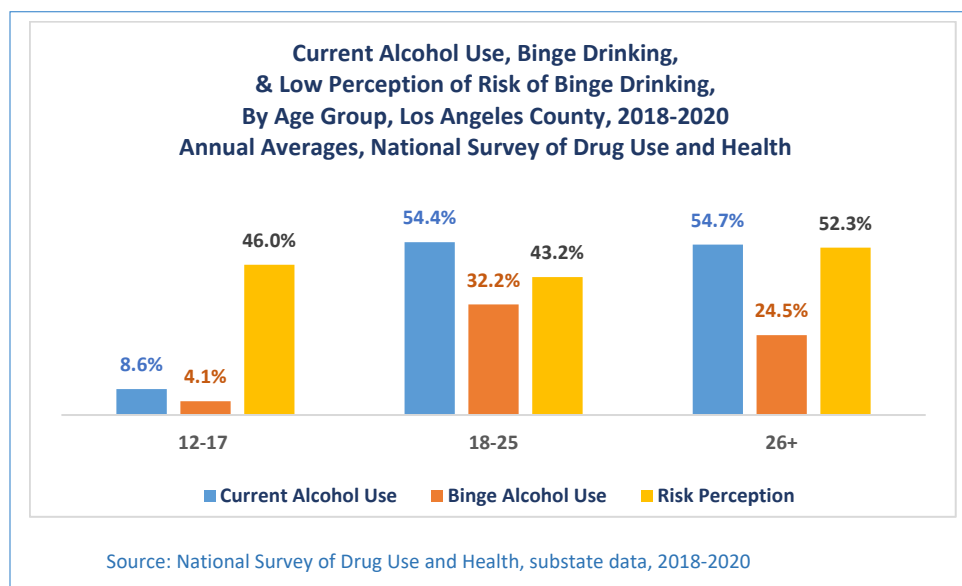 Current Alcohol Use, Binge Drinking,
& Low Perception of Risk of Binge Drinking,
By Age Group, Los Angeles County, 2018-2020
Annual Averages, National Survey of Drug Use and Health
8.6%
4.1%
46.0%
54.4%
32.2%
43.2%
54.7%
24.5%
52.3%
12-17
18-25
26+
Current Alcohol Use
Binge Alcohol Use
Risk Perception
Source: National Survey of Drug Use and Health, substate data, 2018-2020